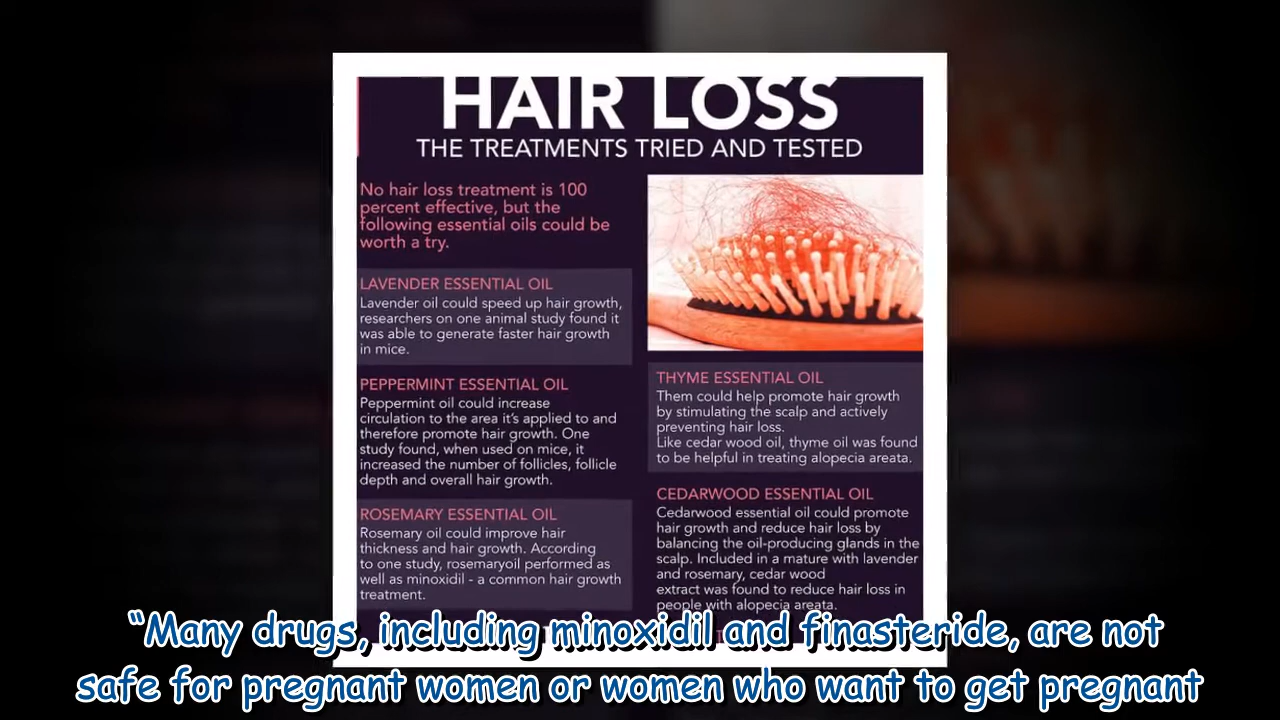 HAIR LOSS
THE TREATMENTS TRIED AND TESTED
No hair loss treatment is 100
percent effective, but the
following essential oils could be
worth a try.
LAVENDER ESSENTIAL OIL
Lavender oil could speed up hair growth,
researchers on one animal study found it
was able to generate faster hair growth
in mice.
PEPPERMINT ESSENTIAL OIL
Peppermint oil could increase
circulation to the area it's applied to and
therefore promote hair growth. One
study found, when used on mice, it
increased the number of follicles, follicle
depth and overall hair growth.
ROSEMARY ESSENTIAL OIL
Rosemary oil could improve hair
thickness and hair growth. According
to one study, rosemaryoil performed as
well as minoxidil - a common hair growth
treatment.
THYME ESSENTIAL OIL
Them could help promote hair growth
by stimulating the scalp and actively
preventing hair loss.
Like cedar wood oil, thyme oil was found
to be helpful in treating alopecia areata.
CEDARWOOD ESSENTIAL OIL
Cedarwood essential oil could promote
hair growth and reduce hair loss by
balancing the oil-producing glands in the
scalp. Included in a mature with lavender
and rosemary, cedar wood
extract was found to reduce hair loss in
people with alopecia areata.
“Many drugs, including minoxidil and finasteride, are not
safe for pregnant women or women who want to get pregnant